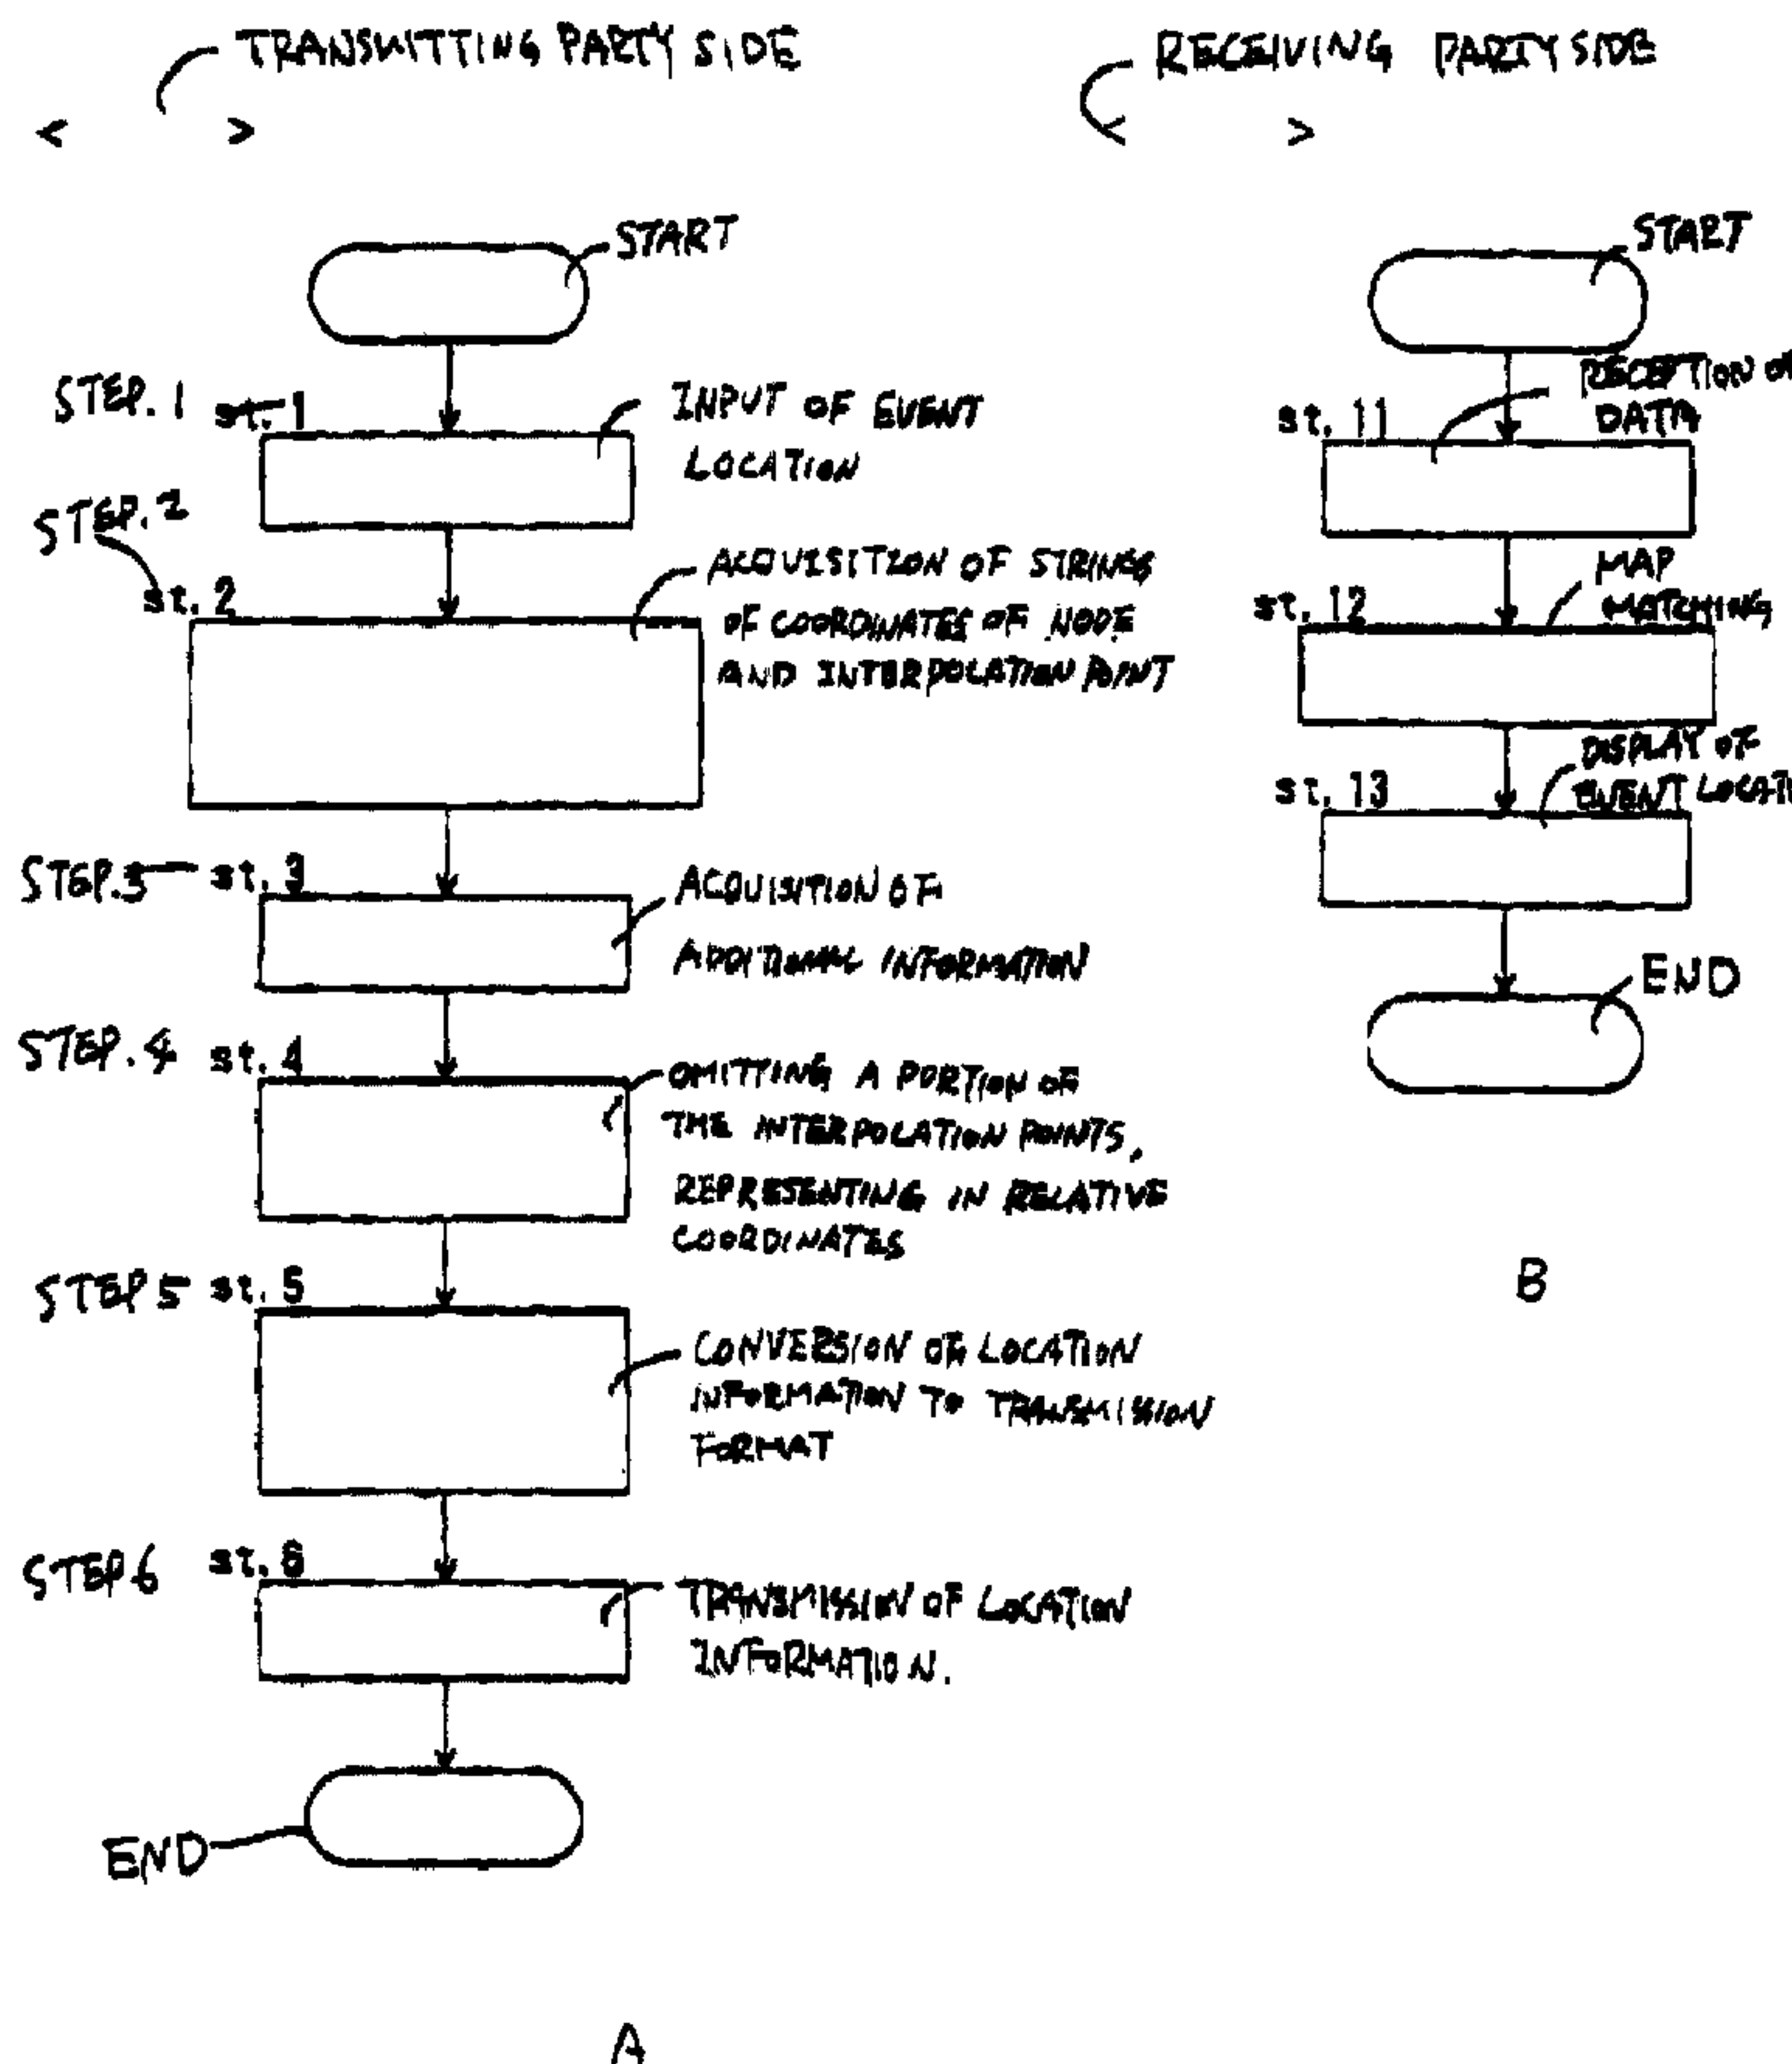 TRANSMITTING PARTY SIDE
< >
START
STEP.1 st. 1
INPUT OF EVENT
LOCATION
STEP.2
st. 2
ACQUISITION OF STRINGS
OF COORDINATES OF NODE
AND INTERPOLATION POINT
STEP.3 st. 3
ACQUISITION OF
ADDITIONAL INFORMATION
STEP.4 st. 4
OMITTING A PORTION OF
THE INTERPOLATION POINTS,
REPRESENTING IN RELATIVE
COORDINATES
STEP 5 st. 5
CONVERSION OF LOCATION
INFORMATION TO TRANSMISSION
FORMAT
STEP.6 st. 6
TRANSMISSION OF LOCATION
INFORMATION.
END
A
RECEIVING PARTY SIDE
< >
START
RECEPTION OF
DATA
st. 11
MAP
MATCHING
st. 12
DISPLAY OF
EVENT LOCATI
st. 13
END
B